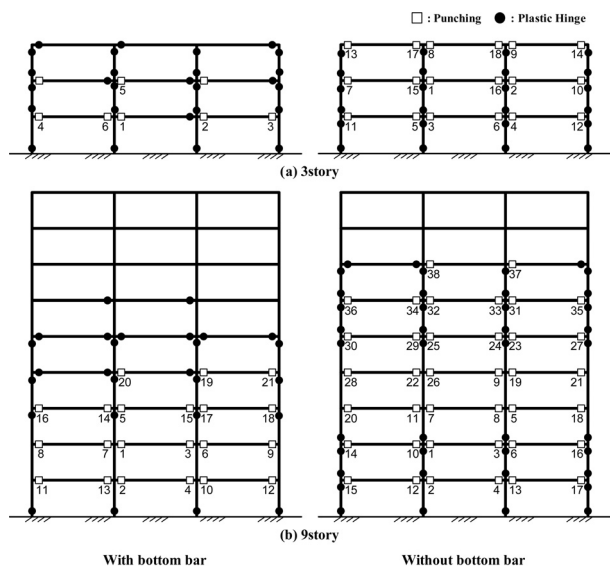 □ : Punching ● : Plastic Hinge
13 17 8 18 9 14
5 7 15 1 16 2 10
4 6 1 2 3 11 5 3 6 4 12
(a) 3story
38 37
36 34 32 33 31 35
30 29 25 24 23 27
20 19 21 28 22 26 9 19 21
16 14 5 15 17 18 20 11 7 8 5 18
8 7 1 3 6 9 14 10 1 3 6 16
11 13 2 4 10 12 15 12 2 4 13 17
(b) 9story
With bottom bar Without bottom bar